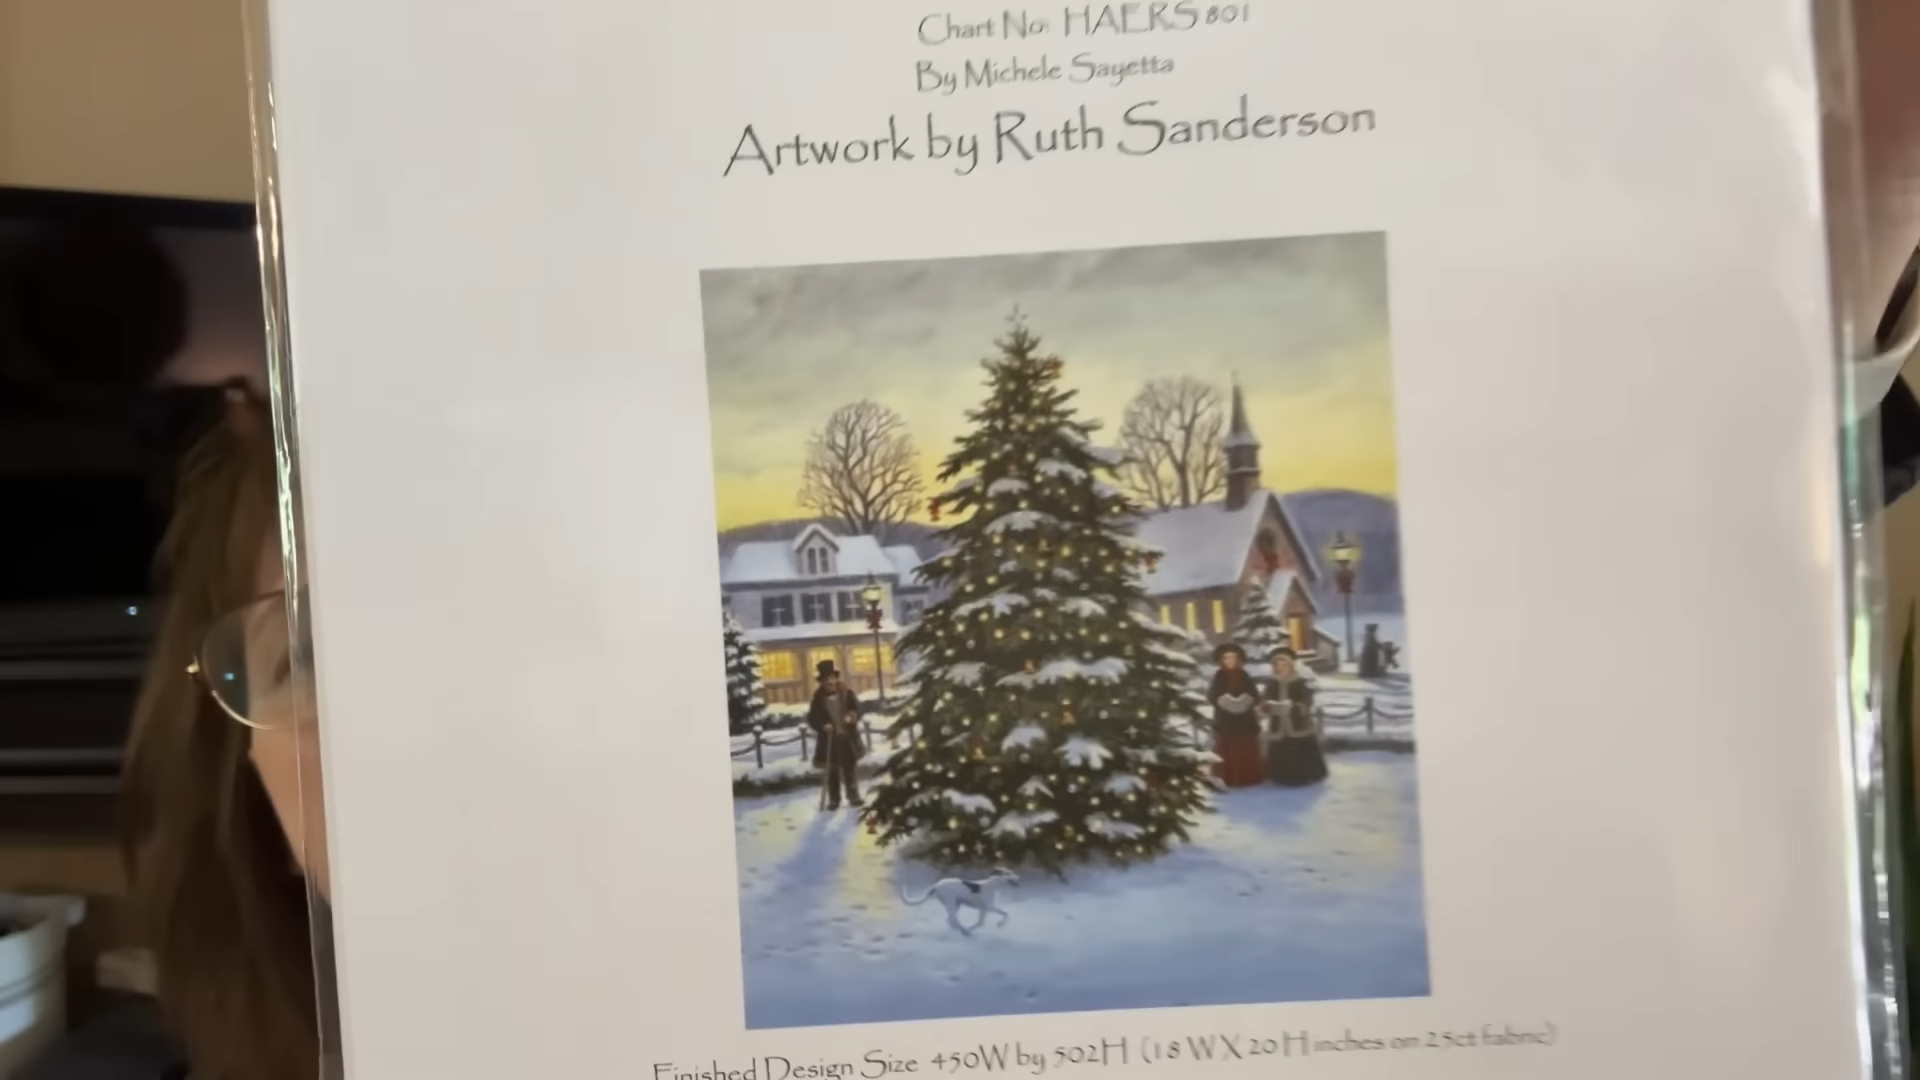 Chart No: HAERS 801
By Michele Sayetta
Artwork by Ruth Sanderson
Finished Design Size 450W by 502H (18 W X 20 H inches on 25ct fabric)